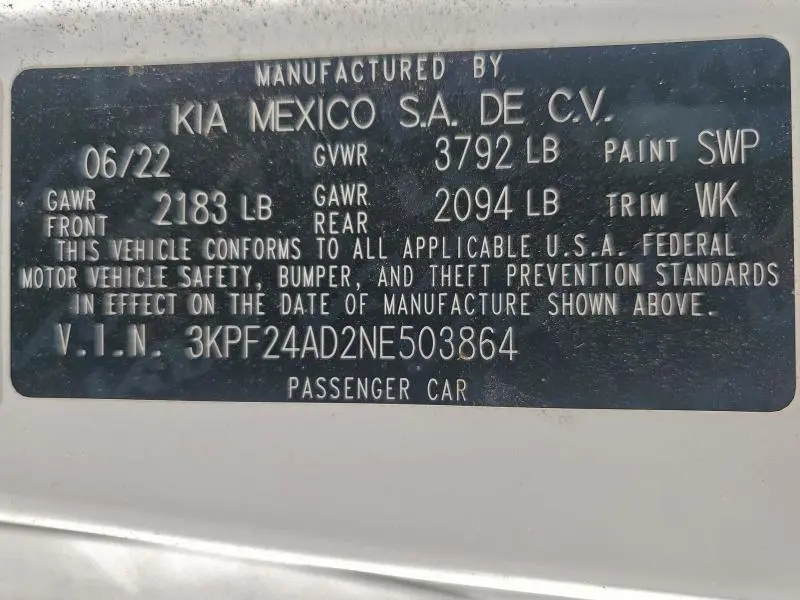 MANUFACTURED BY
KIA MEXICO S.A. DE C.V.
06/22 GVWR 3792 LB PAINT SWP
GAWR FRONT 2183 LB GAWR REAR 2094 LB TRIM WK
THIS VEHICLE CONFORMS TO ALL APPLICABLE U.S.A. FEDERAL
MOTOR VEHICLE SAFETY, BUMPER, AND THEFT PREVENTION STANDARDS
IN EFFECT ON THE DATE OF MANUFACTURE SHOWN ABOVE.
V.I.N. 3KPF24AD2NE503864
PASSENGER CAR